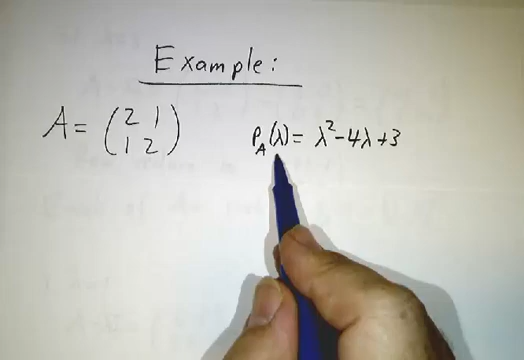 Example:
A = (2 1
1 2)
P_A(λ) = λ² - 4λ + 3